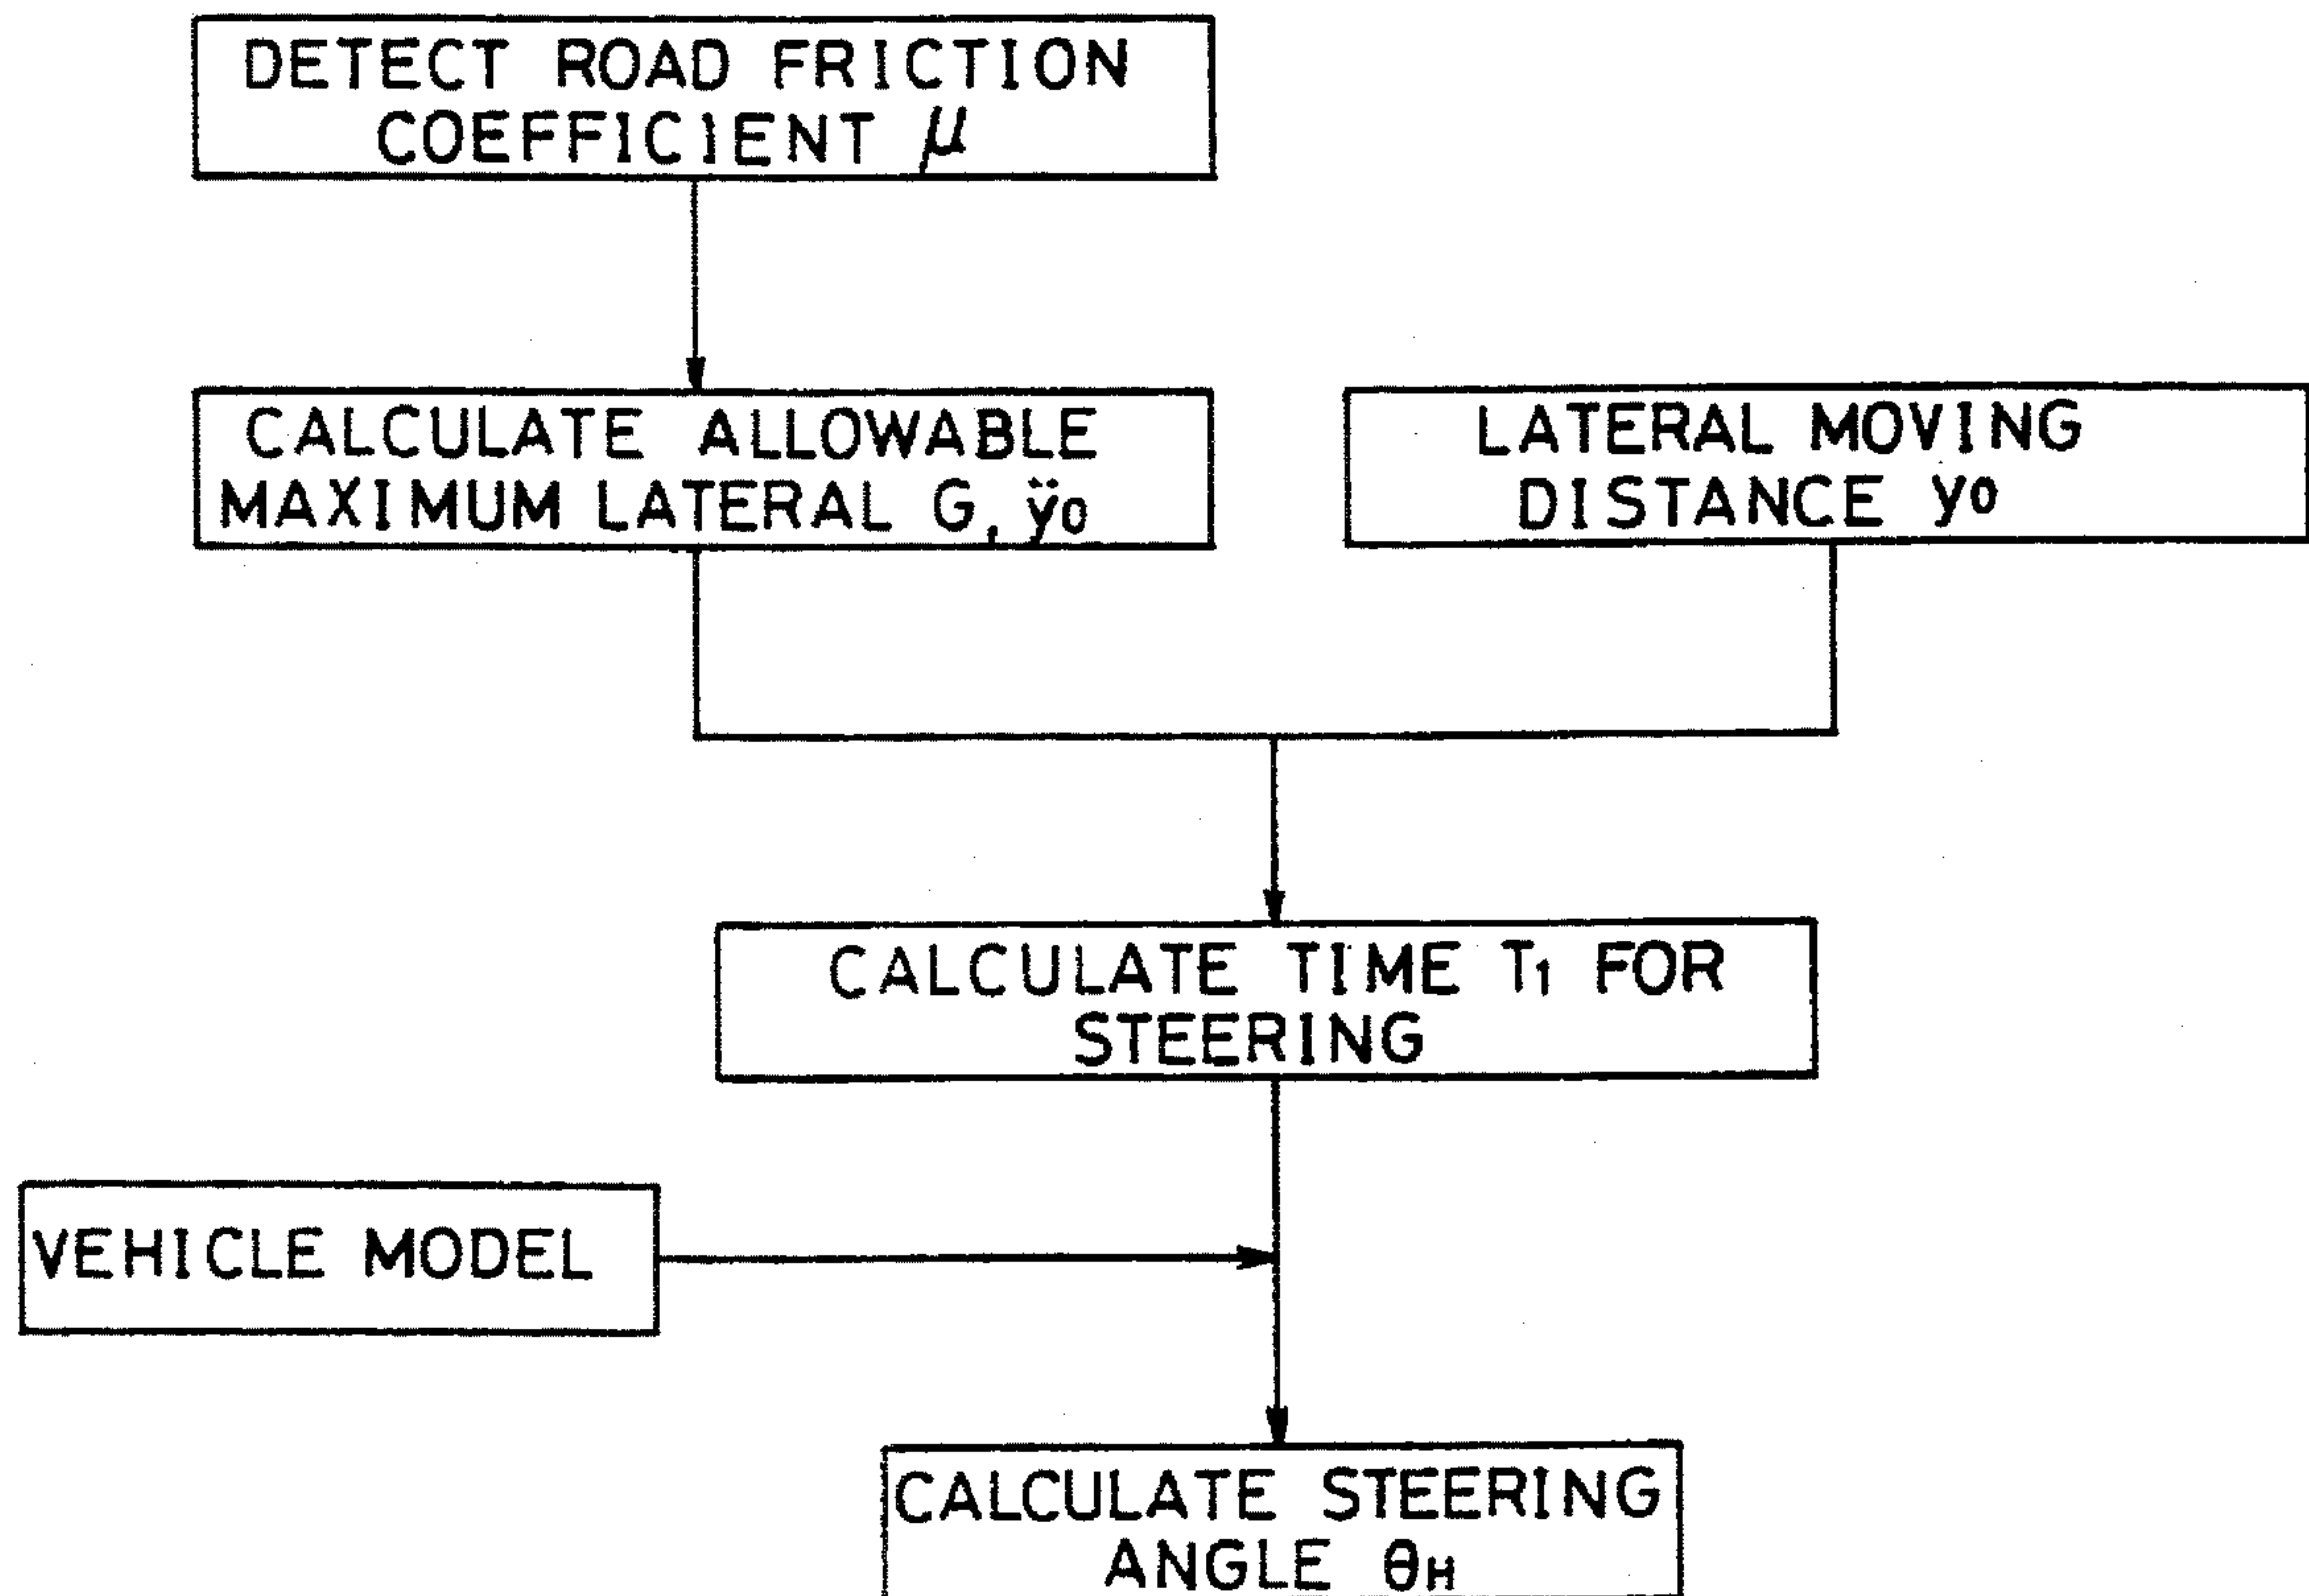 DETECT ROAD FRICTION
COEFFICIENT μ
CALCULATE ALLOWABLE
MAXIMUM LATERAL G, ÿ0
LATERAL MOVING
DISTANCE y0
CALCULATE TIME T1 FOR
STEERING
VEHICLE MODEL
CALCULATE STEERING
ANGLE θH